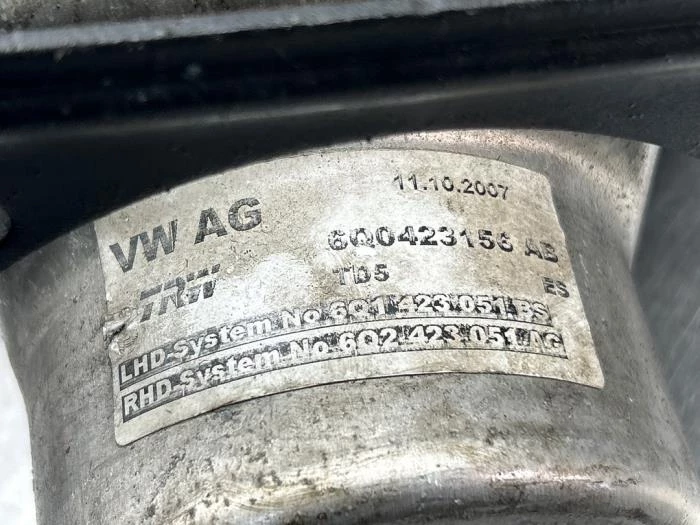 11.10.2007
VW AG
6Q0423156 AB
TRW
TD5
ES
LHD-System No 6Q1.423.051.BS
RHD-System No 6Q2.423.051.AG